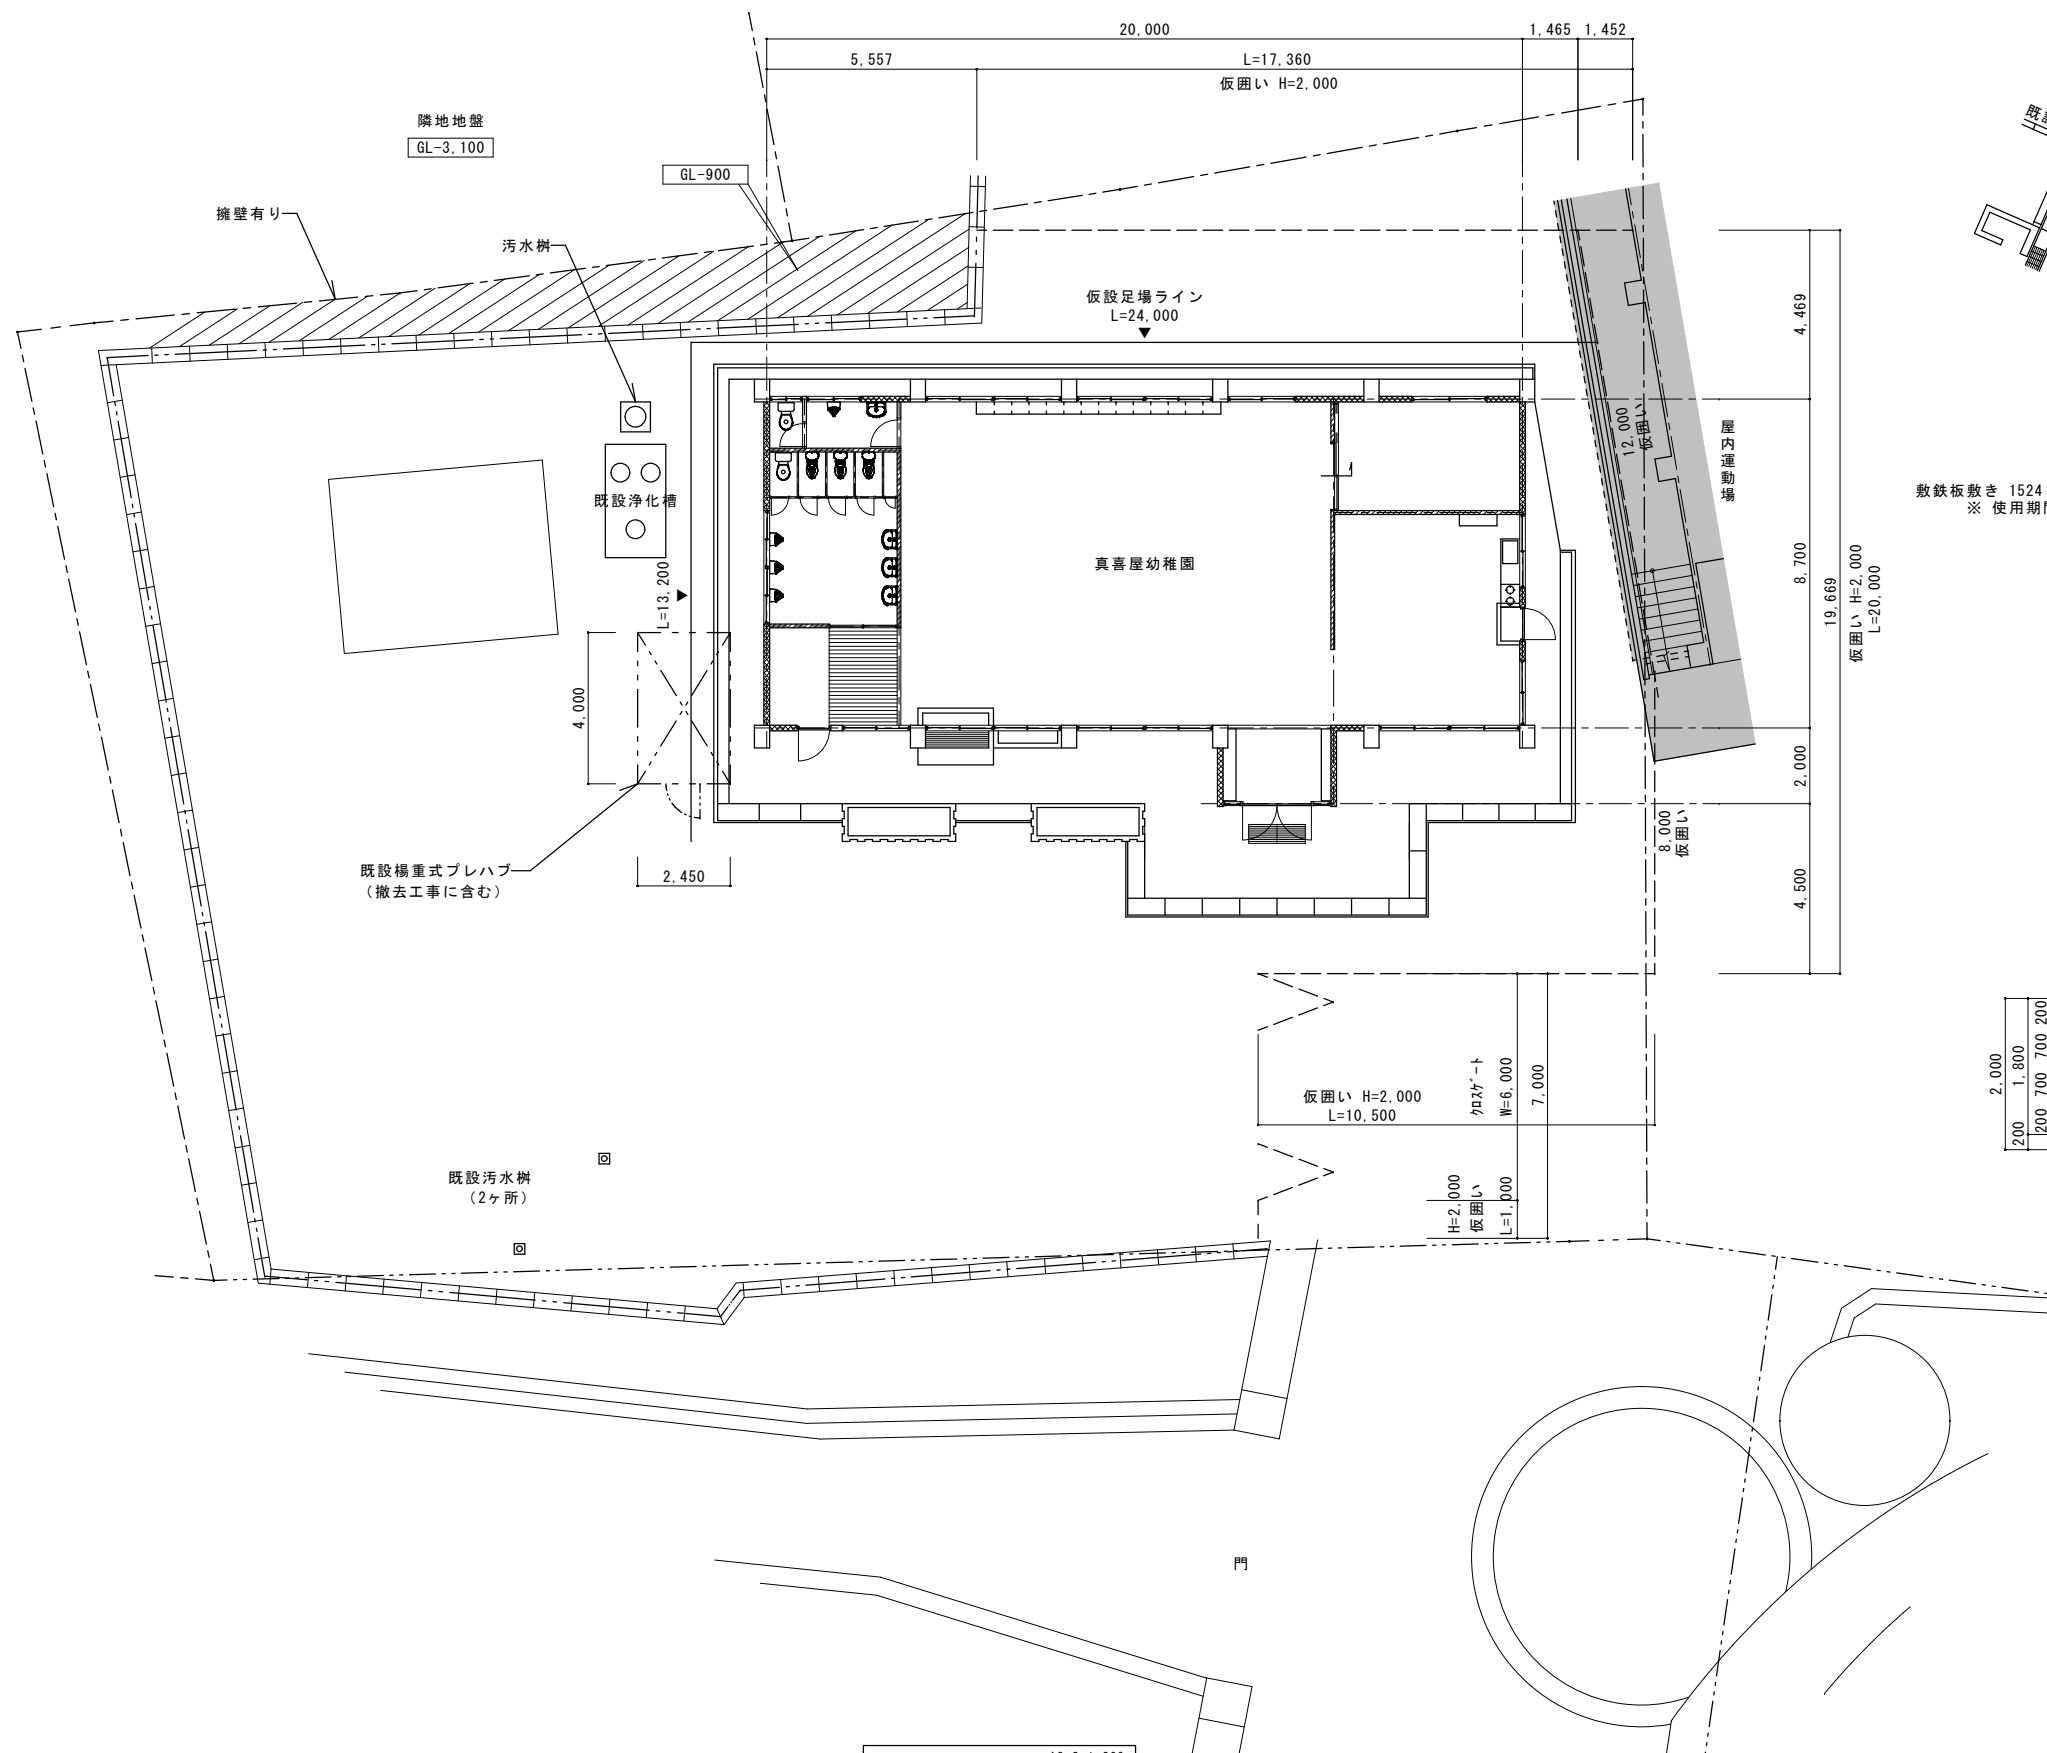 20,000
1,465
1,452
5,557
L=17,360
仮囲い H=2,000
隣地地盤
GL-3,100
GL-900
擁壁有り
汚水桝
仮設足場ライン
L=24,000
4,469
12,000
仮囲い
屋内運動場
敷鉄板敷き 1524
※ 使用期
既設浄化槽
L=13,200
真喜屋幼稚園
8,700
19,669
仮囲い H=2,000
L=20,000
4,000
2,000
8,000
仮囲い
既設楊重式プレハブ
（撤去工事に含む）
2,450
4,500
仮囲い H=2,000
L=10,500
ｸﾛｽｹﾞｰﾄ
W=6,000
7,000
2,000
1,800
200
200 700 700 200
既設汚水桝
（2ヶ所）
H=2,000
仮囲い
L=1,000
門